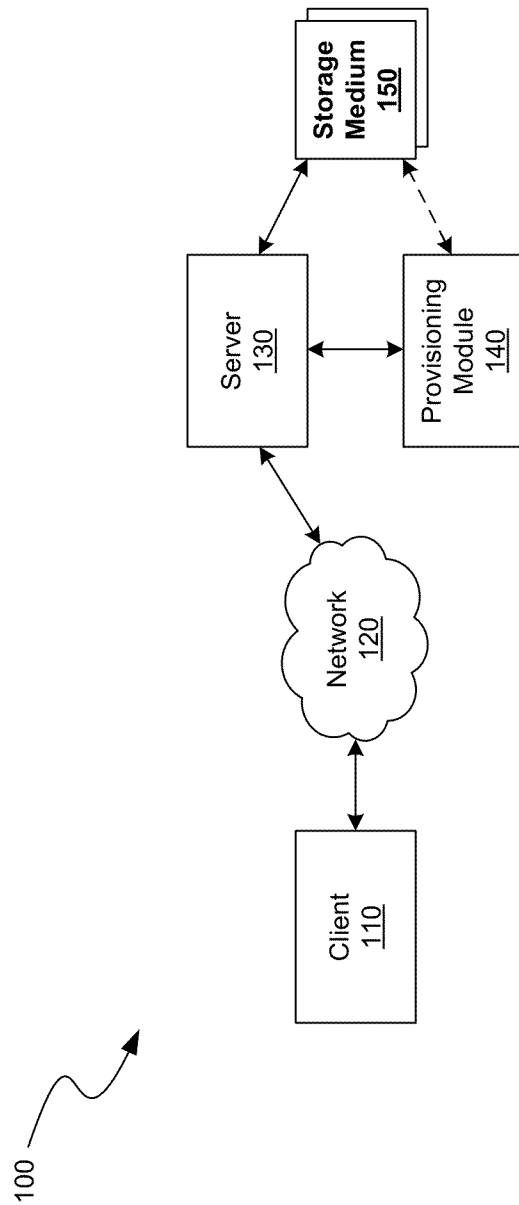 100
Client
110
Network
120
Server
130
Provisioning
Module
140
Storage
Medium
150